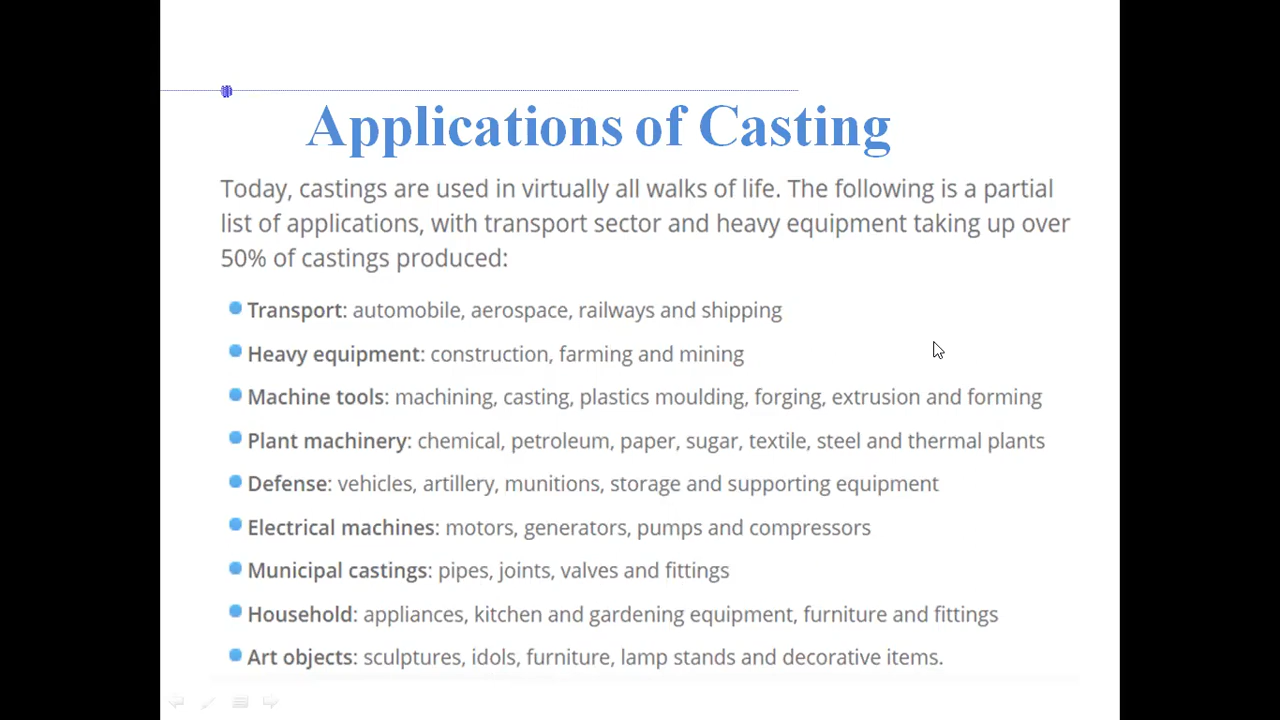 Applications of Casting
Today, castings are used in virtually all walks of life. The following is a partial
list of applications, with transport sector and heavy equipment taking up over
50% of castings produced:
Transport: automobile, aerospace, railways and shipping
Heavy equipment: construction, farming and mining
Machine tools: machining, casting, plastics moulding, forging, extrusion and forming
Plant machinery: chemical, petroleum, paper, sugar, textile, steel and thermal plants
Defense: vehicles, artillery, munitions, storage and supporting equipment
Electrical machines: motors, generators, pumps and compressors
Municipal castings: pipes, joints, valves and fittings
Household: appliances, kitchen and gardening equipment, furniture and fittings
Art objects: sculptures, idols, furniture, lamp stands and decorative items.